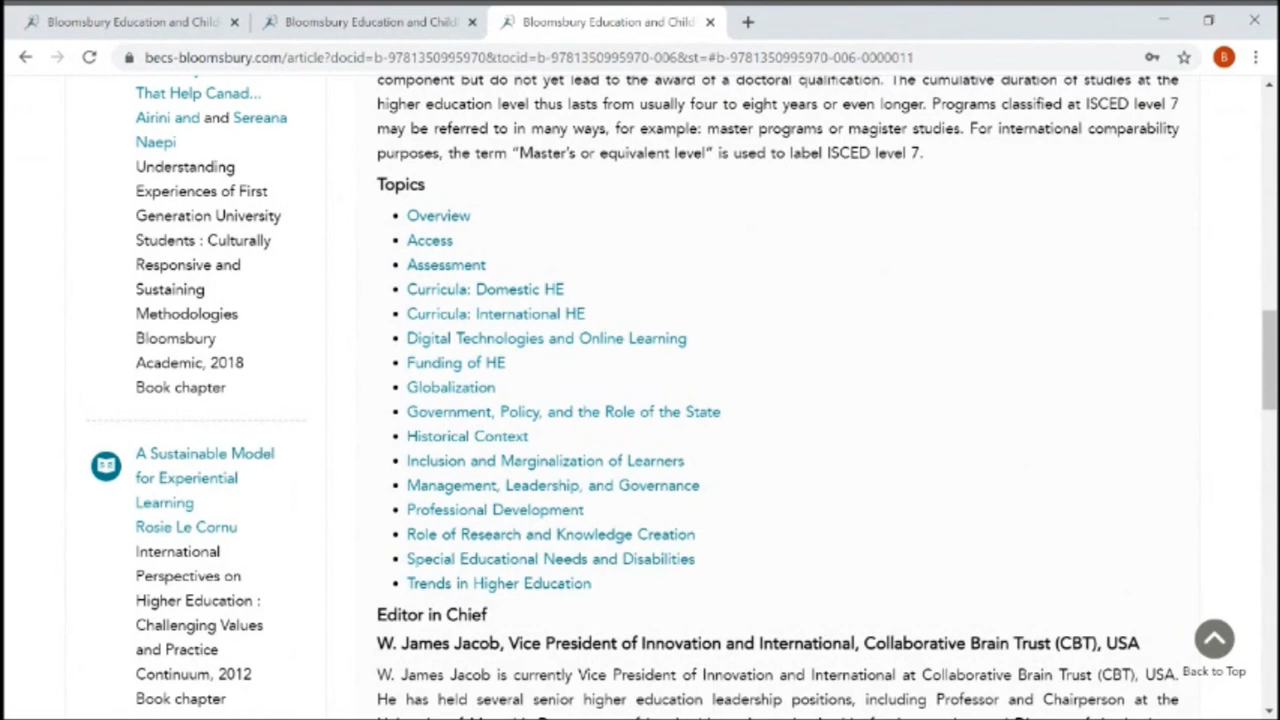 Bloomsbury Education and Child
Bloomsbury Education and Child
Bloomsbury Education and Child
becs-bloomsbury.com/article?docid=b-9781350995970&tocid=b-9781350995970-006&st=#b-9781350995970-006-0000011
B
That Help Canad...
Airini and and Sereana
Naepi
Understanding
Experiences of First
Generation University
Students : Culturally
Responsive and
Sustaining
Methodologies
Bloomsbury
Academic, 2018
Book chapter
A Sustainable Model
for Experiential
Learning
Rosie Le Cornu
International
Perspectives on
Higher Education :
Challenging Values
and Practice
Continuum, 2012
Book chapter
component but do not yet lead to the award of a doctoral qualification. The cumulative duration of studies at the
higher education level thus lasts from usually four to eight years or even longer. Programs classified at ISCED level 7
may be referred to in many ways, for example: master programs or magister studies. For international comparability
purposes, the term “Master’s or equivalent level” is used to label ISCED level 7.
Topics
• Overview
• Access
• Assessment
• Curricula: Domestic HE
• Curricula: International HE
• Digital Technologies and Online Learning
• Funding of HE
• Globalization
• Government, Policy, and the Role of the State
• Historical Context
• Inclusion and Marginalization of Learners
• Management, Leadership, and Governance
• Professional Development
• Role of Research and Knowledge Creation
• Special Educational Needs and Disabilities
• Trends in Higher Education
Editor in Chief
W. James Jacob, Vice President of Innovation and International, Collaborative Brain Trust (CBT), USA
W. James Jacob is currently Vice President of Innovation and International at Collaborative Brain Trust (CBT), USA.
He has held several senior higher education leadership positions, including Professor and Chairperson at the
Back to Top